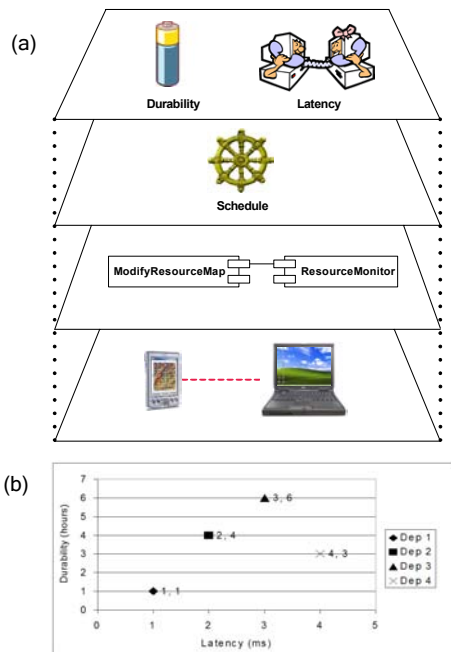 (a)
Durability Latency
Schedule
ModifyResourceMap ResourceMonitor
(b)
Durability (hours)
7
6
5
4
3
2
1
0
3, 6
2, 4
4, 3
1, 1
0 1 2 3 4 5
Latency (ms)
Dep 1
Dep 2
Dep 3
Dep 4